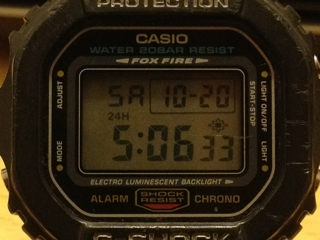 PROTECTION
CASIO
WATER 20BAR RESIST
FOX FIRE
ADJUST
MODE
SA 10-20
24H
5:06 33
LIGHT ON/OFF
START·STOP
LIGHT
ELECTRO LUMINESCENT BACKLIGHT
ALARM
SHOCK
RESIST
CHRONO
G-SHOCK